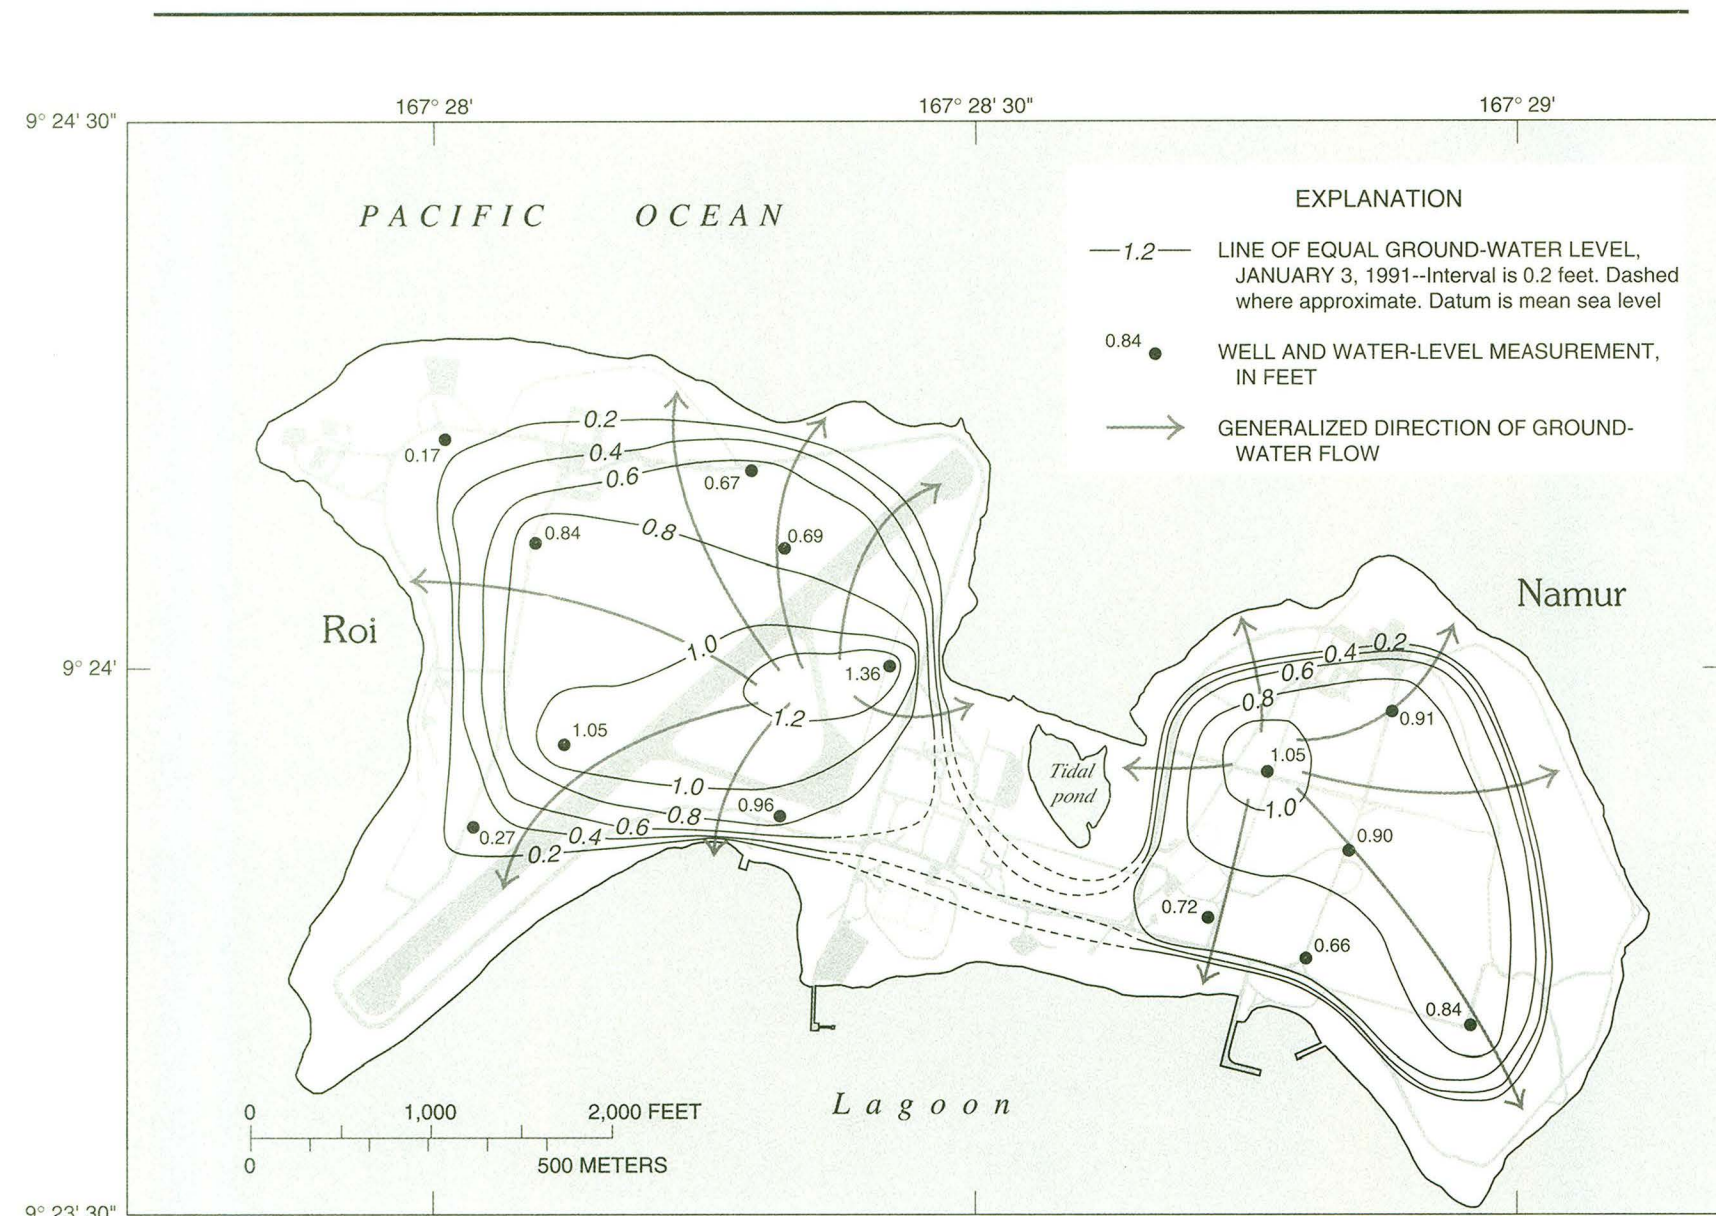 167° 28'
167° 28' 30"
167° 29'
9° 24' 30"
EXPLANATION
PACIFIC OCEAN
—1.2— LINE OF EQUAL GROUND-WATER LEVEL,
JANUARY 3, 1991--Interval is 0.2 feet. Dashed
where approximate. Datum is mean sea level
0.84 WELL AND WATER-LEVEL MEASUREMENT,
IN FEET
GENERALIZED DIRECTION OF GROUND-
WATER FLOW
0.2
0.17
0.4
0.6
0.67
0.84
0.8
0.69
Roi
1.0
9° 24'
1.36
1.2
1.05
1.0
0.96
0.8
0.6
0.27
0.4
0.2
Tidal
pond
Namur
0.2
0.4
0.6
0.8
0.91
1.05
1.0
0.90
0.72
0.66
0.84
Lagoon
0 1,000 2,000 FEET
0 500 METERS
9° 23' 30"